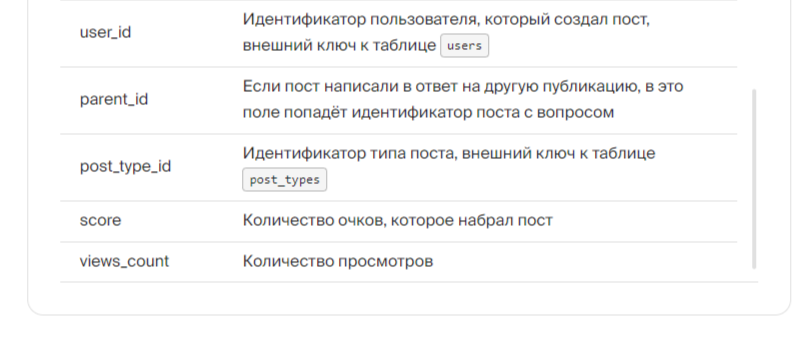 user_id
Идентификатор пользователя, который создал пост,
внешний ключ к таблице users
parent_id
Если пост написали в ответ на другую публикацию, в это
поле попадёт идентификатор поста с вопросом
post_type_id
Идентификатор типа поста, внешний ключ к таблице
post_types
score
Количество очков, которое набрал пост
views_count
Количество просмотров